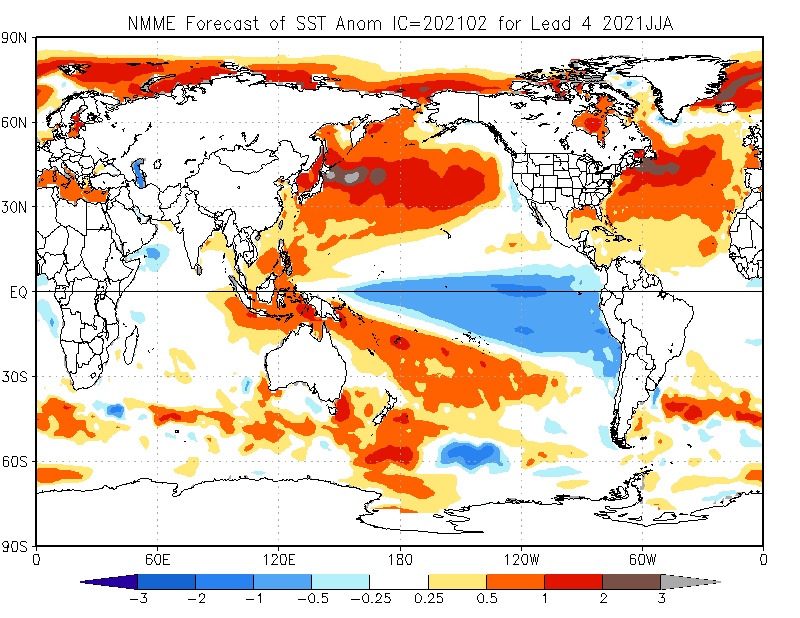 NMME Forecast of SST Anom IC=202102 for Lead 4 2021JJA
90N
60N
30N
EQ
30S
60S
90S
0 60E 120E 180 120W 60W 0
-3 -2 -1 -0.5 -0.25 0.25 0.5 1 2 3